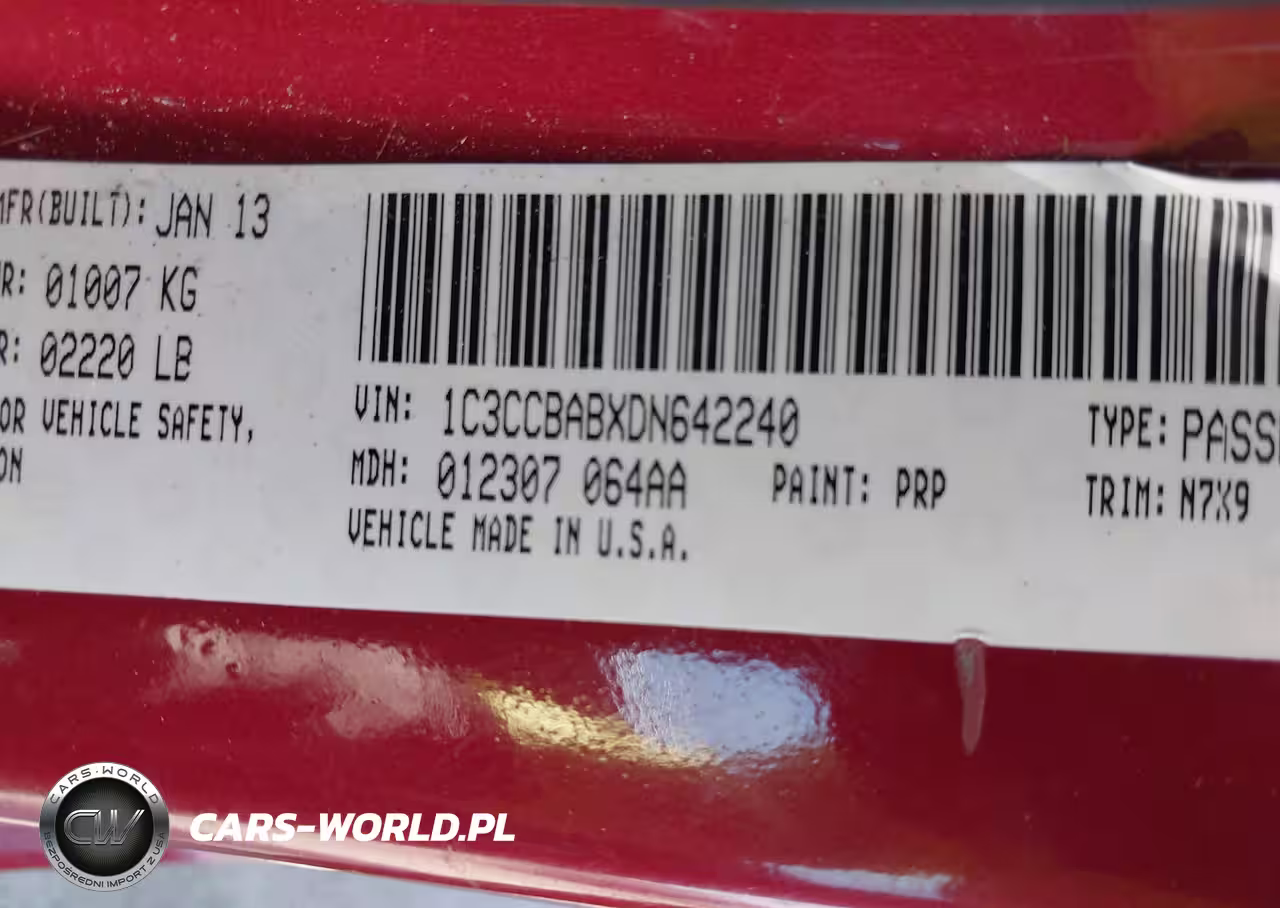 MFR(BUILT): JAN 13
R: 01007 KG
R: 02220 LB
OR VEHICLE SAFETY,
ON
VIN: 1C3CCBABXDN642240
TYPE: PASS
MDH: 012307 064AA PAINT: PRP
TRIM: N7X9
VEHICLE MADE IN U.S.A.
CARS-WORLD
CW
BEZPOŚREDNI IMPORT Z USA
CARS-WORLD.PL